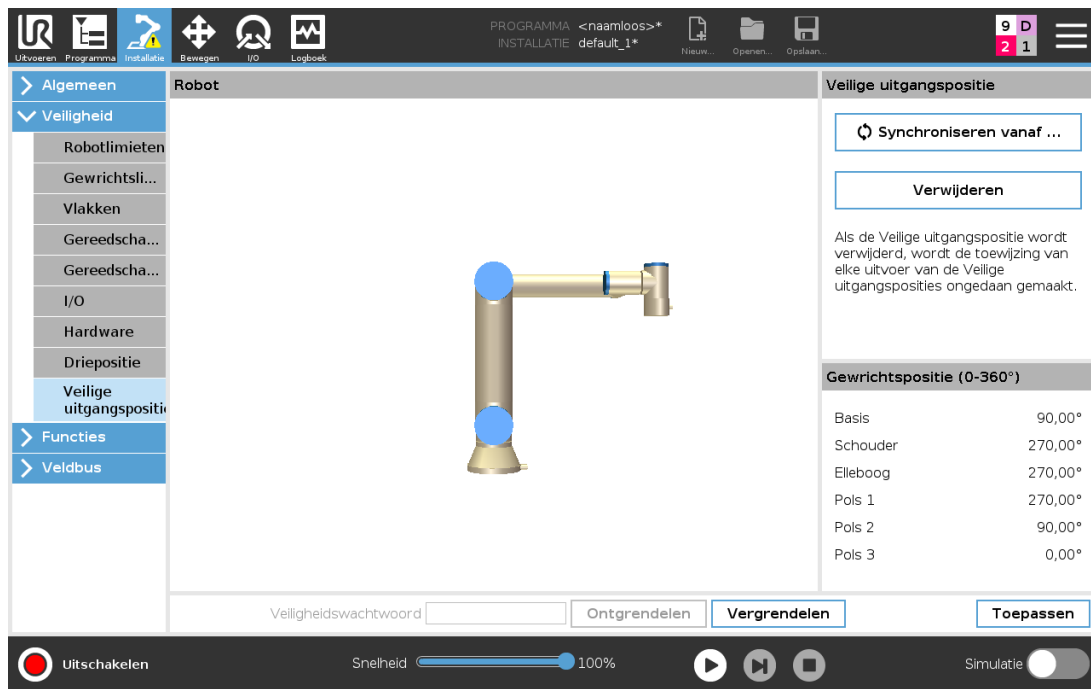 PROGRAMMA <naamloos>*
INSTALLATIE default_1*
Uitvoeren
Programma
Installatie
Bewegen
I/O
Logboek
Nieuw...
Openen...
Opslaan...
9 D
2 1
Algemeen
Veiligheid
Robotlimieten
Gewrichtsli...
Vlakken
Gereedscha...
Gereedscha...
I/O
Hardware
Driepositie
Veilige
uitgangspositie
Functies
Veldbus
Robot
Veilige uitgangspositie
Synchroniseren vanaf ...
Verwijderen
Als de Veilige uitgangspositie wordt
verwijderd, wordt de toewijzing van
elke uitvoer van de Veilige
uitgangsposities ongedaan gemaakt.
Gewrichtspositie (0-360°)
Basis 90,00°
Schouder 270,00°
Elleboog 270,00°
Pols 1 270,00°
Pols 2 90,00°
Pols 3 0,00°
Veiligheidswachtwoord
Ontgrendelen
Vergrendelen
Toepassen
Uitschakelen
Snelheid 100%
Simulatie